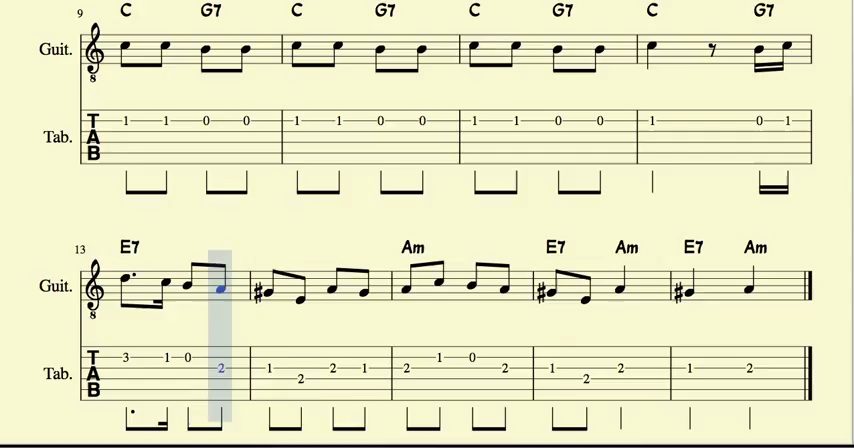 9 C G7 C G7 C G7 C G7
Guit.
8
Tab. T A B 1 1 0 0 1 1 0 0 1 1 0 0 1 0 1
13 E7 Am E7 Am E7 Am
Guit.
8
Tab. T A B 3 1 0 2 1 2 2 1 2 1 0 2 1 2 2 1 2